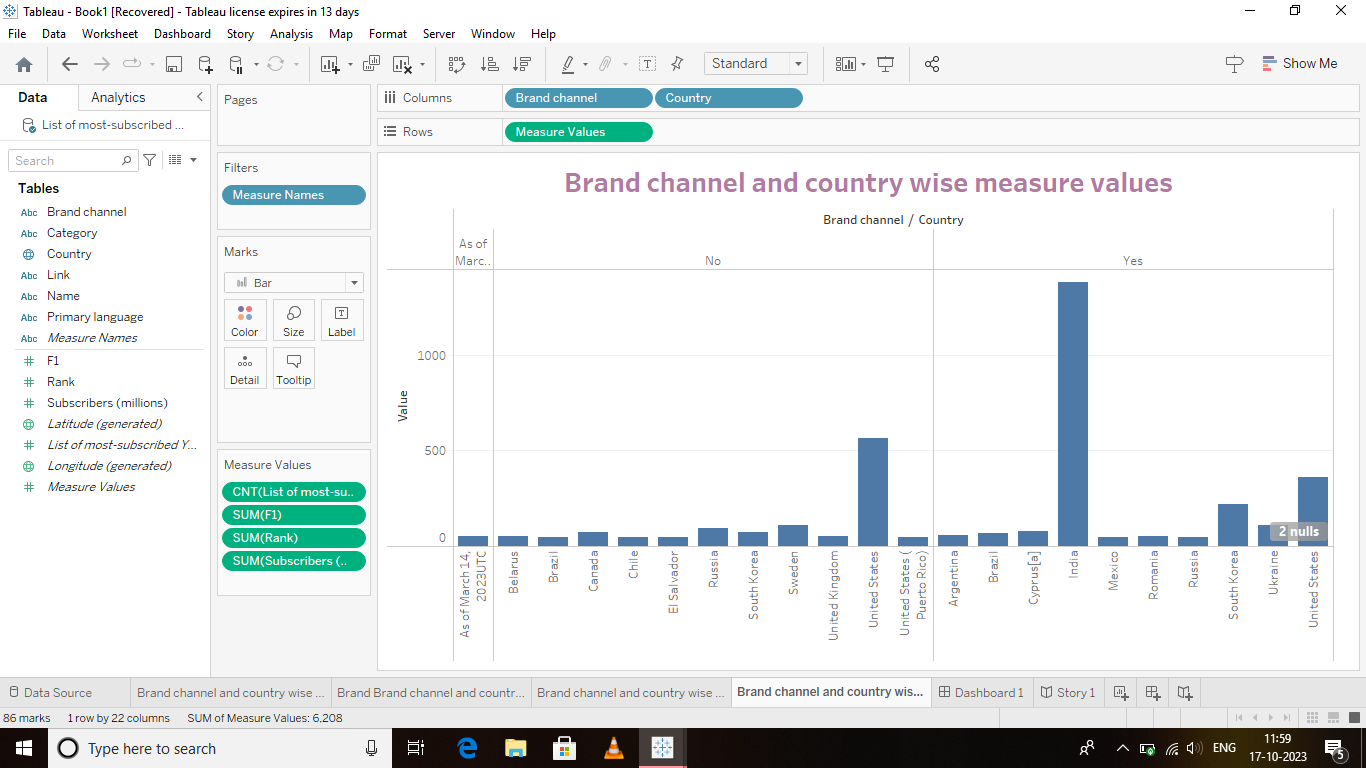 Tableau - Book1 [Recovered] - Tableau license expires in 13 days
File Data Worksheet Dashboard Story Analysis Map Format Server Window Help
Standard
Show Me
Data Analytics
List of most-subscribed ...
Search
Tables
Abc Brand channel
Abc Category
Country
Abc Link
Abc Name
Abc Primary language
Abc Measure Names
# F1
# Rank
# Subscribers (millions)
Latitude (generated)
# List of most-subscribed Y...
Longitude (generated)
# Measure Values
Pages
Filters
Measure Names
Marks
Bar
Color Size Label
Detail Tooltip
Measure Values
CNT(List of most-su..
SUM(F1)
SUM(Rank)
SUM(Subscribers (..
Columns Brand channel Country
Rows Measure Values
Brand channel and country wise measure values
Brand channel / Country
As of
Marc..
No
Yes
Value
1000
500
0
2 nulls
As of March 14,
2023UTC
Belarus
Brazil
Canada
Chile
El Salvador
Russia
South Korea
Sweden
United Kingdom
United States
United States (
Puerto Rico)
Argentina
Brazil
Cyprus[a]
India
Mexico
Romania
Russia
South Korea
Ukraine
United States
Data Source Brand channel and country wise ... Brand Brand channel and countr... Brand channel and country wise ... Brand channel and country wis... Dashboard 1 Story 1
86 marks 1 row by 22 columns SUM of Measure Values: 6,208
Type here to search
ENG
11:59
17-10-2023
5